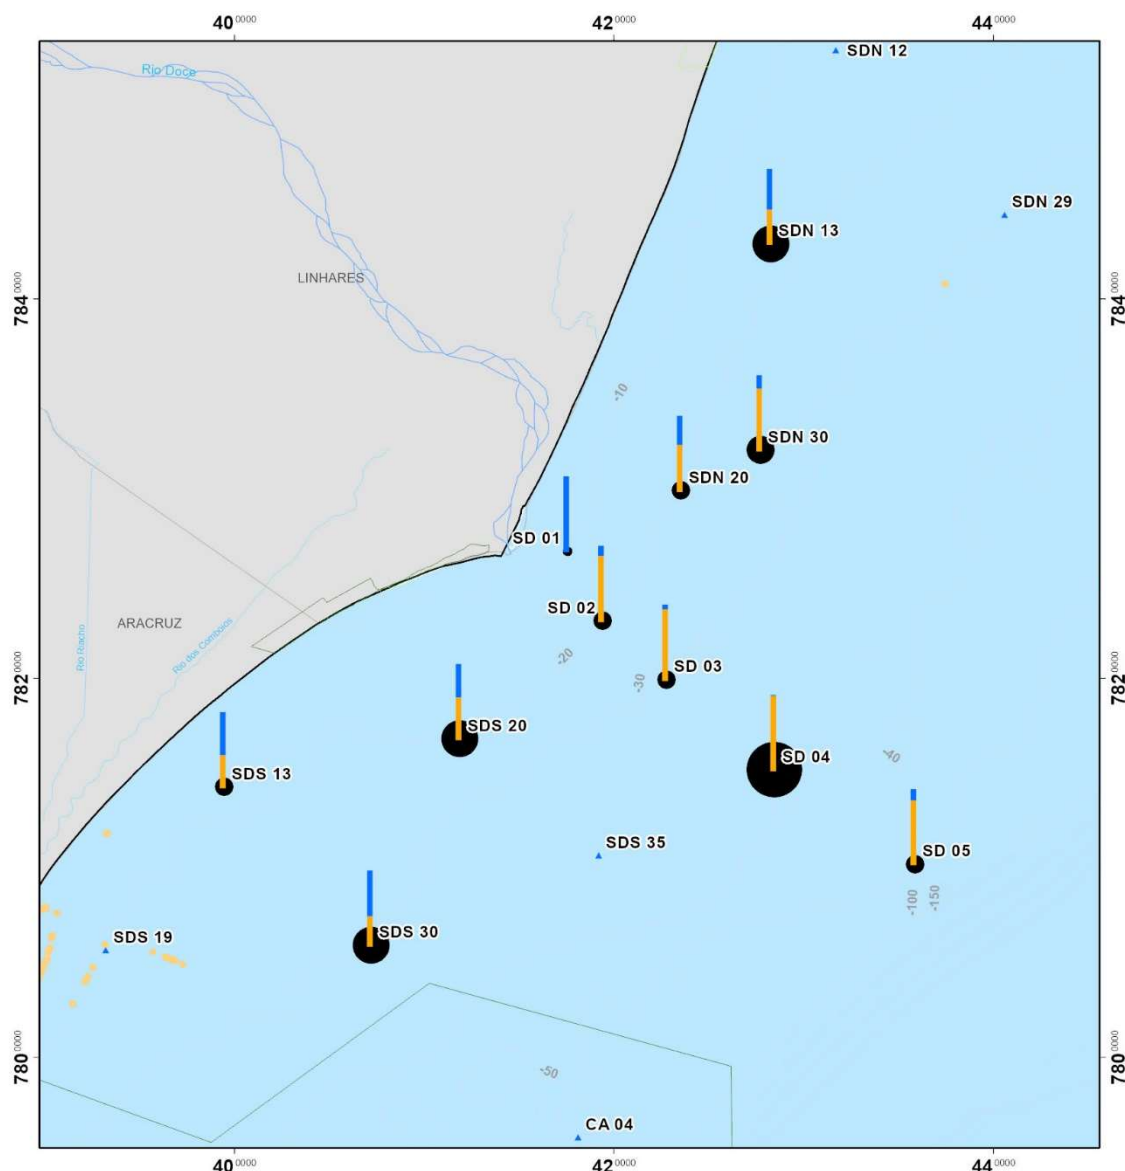 40⁰⁰⁰⁰ 42⁰⁰⁰⁰ 44⁰⁰⁰⁰
SDN 12
Rio Doce
SDN 29
SDN 13
LINHARES
784⁰⁰⁰⁰ 784⁰⁰⁰⁰
-10
SDN 30
SDN 20
SD 01
SD 02
ARACRUZ
Rio Riacho
Rio dos Comboios
-20
-30
SD 03
782⁰⁰⁰⁰ 782⁰⁰⁰⁰
SDS 20
SD 04
-40
SDS 13
SDS 35
SD 05
-100
-150
SDS 19
SDS 30
780⁰⁰⁰⁰ 780⁰⁰⁰⁰
-50
CA 04
40⁰⁰⁰⁰ 42⁰⁰⁰⁰ 44⁰⁰⁰⁰